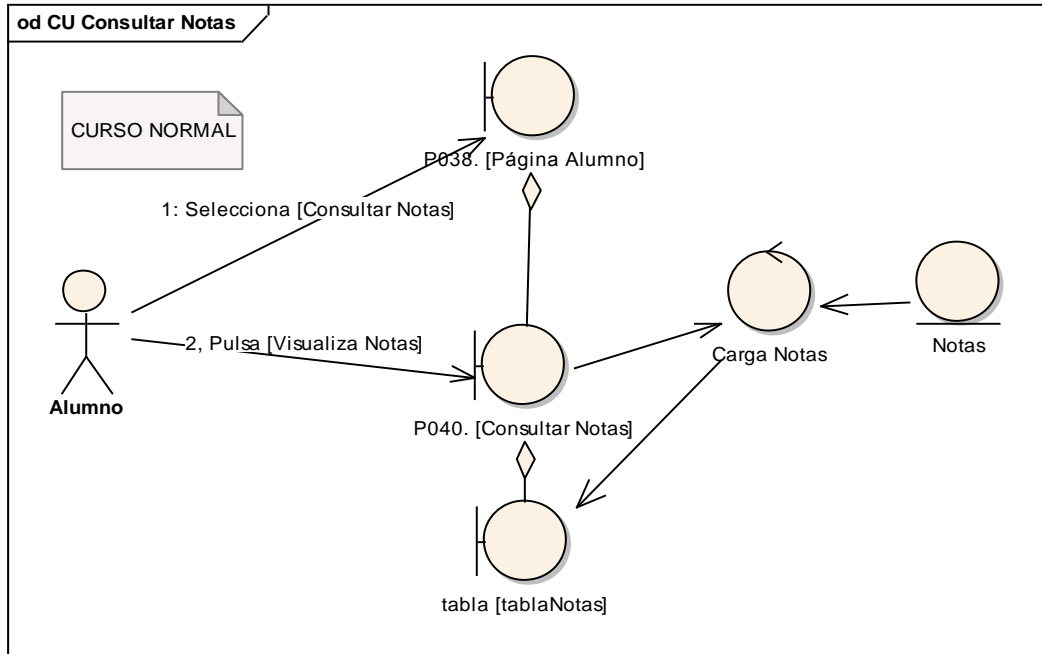 od CU Consultar Notas
CURSO NORMAL
P038. [Página Alumno]
1: Selecciona [Consultar Notas]
2, Pulsa [Visualiza Notas]
Carga Notas
Notas
Alumno
P040. [Consultar Notas]
tabla [tablaNotas]